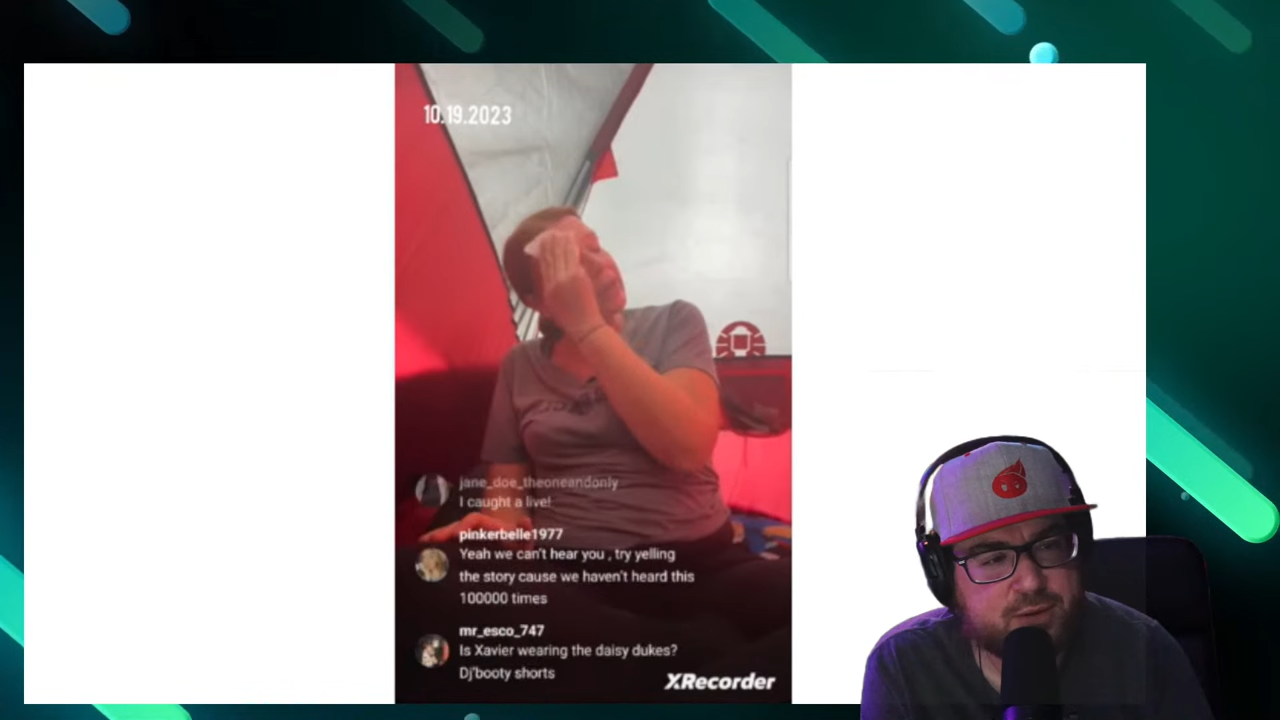 10.19.2023
jane_doe_theoneandonly
I caught a live!
pinkerbelle1977
Yeah we can't hear you , try yelling
the story cause we haven't heard this
100000 times
mr_esco_747
Is Xavier wearing the daisy dukes?
Dj'booty shorts
XRecorder